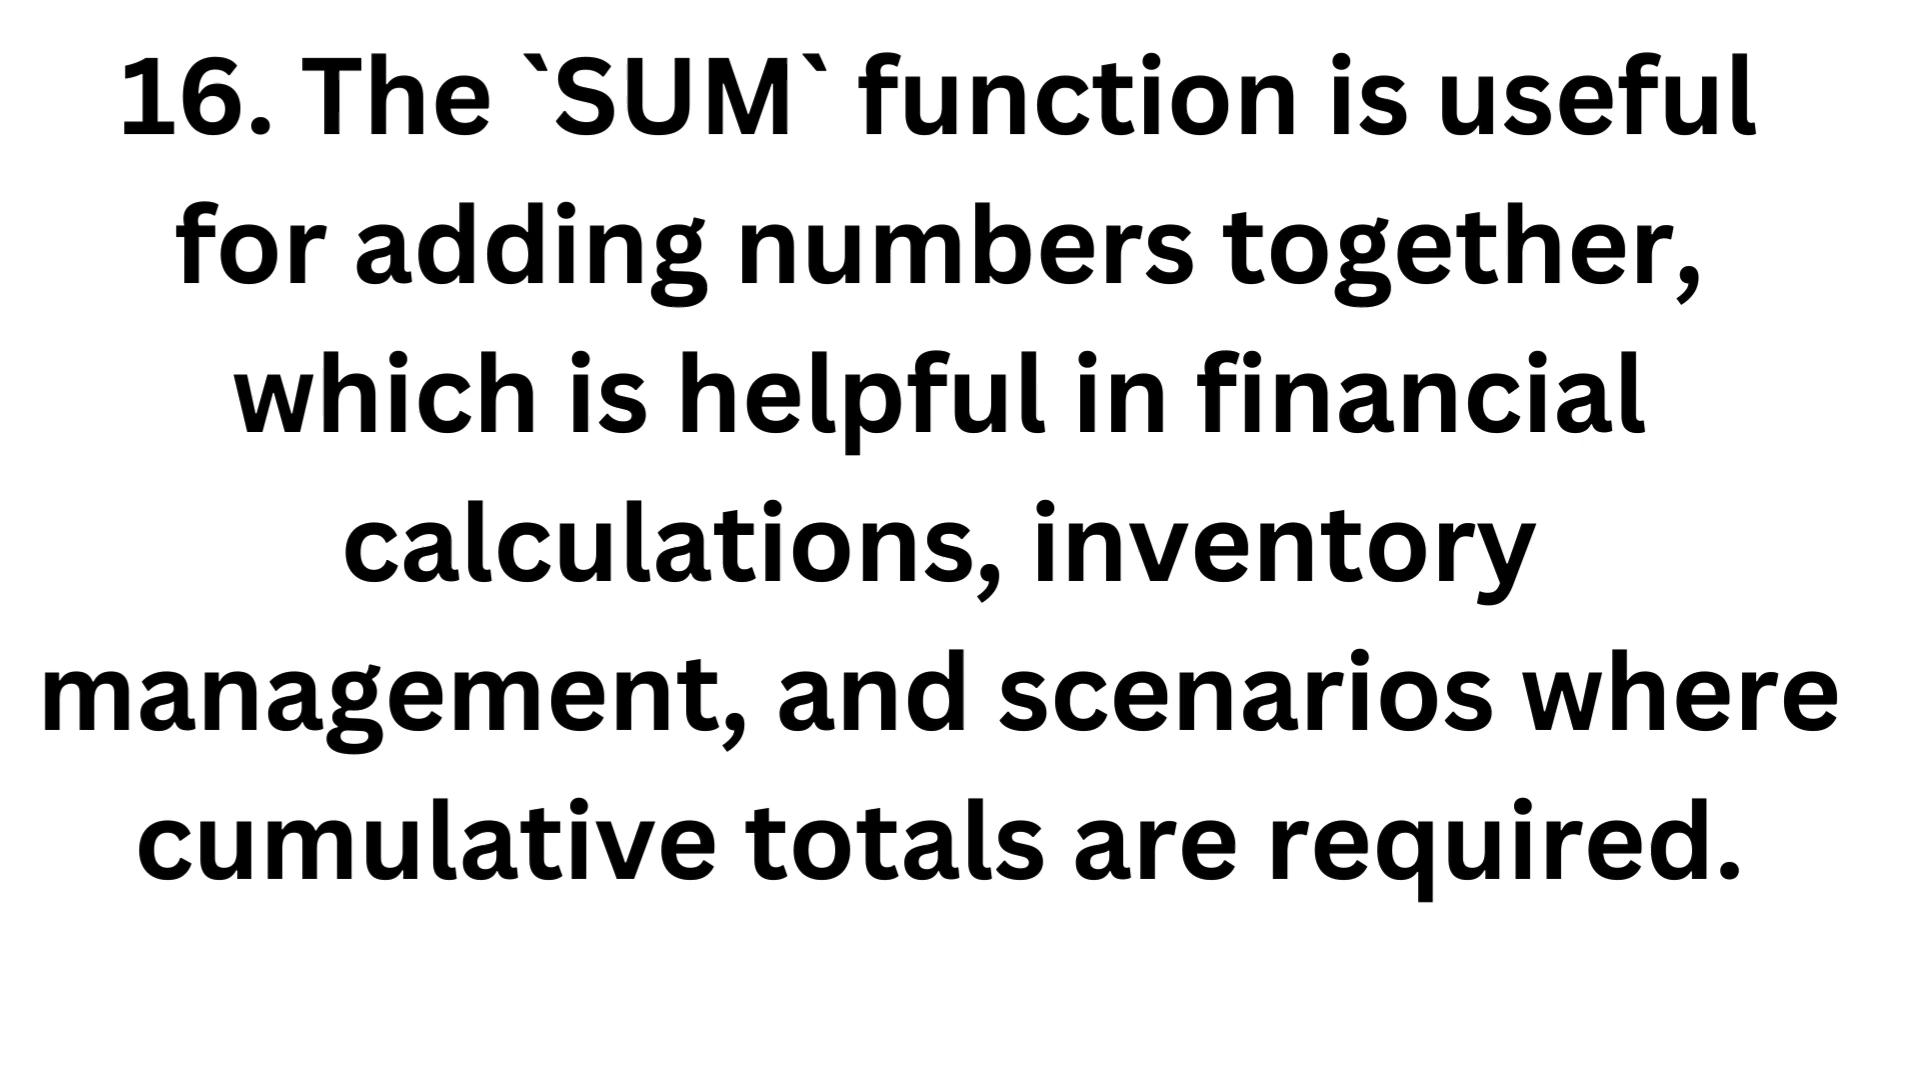 16. The `SUM` function is useful
for adding numbers together,
which is helpful in financial
calculations, inventory
management, and scenarios where
cumulative totals are required.